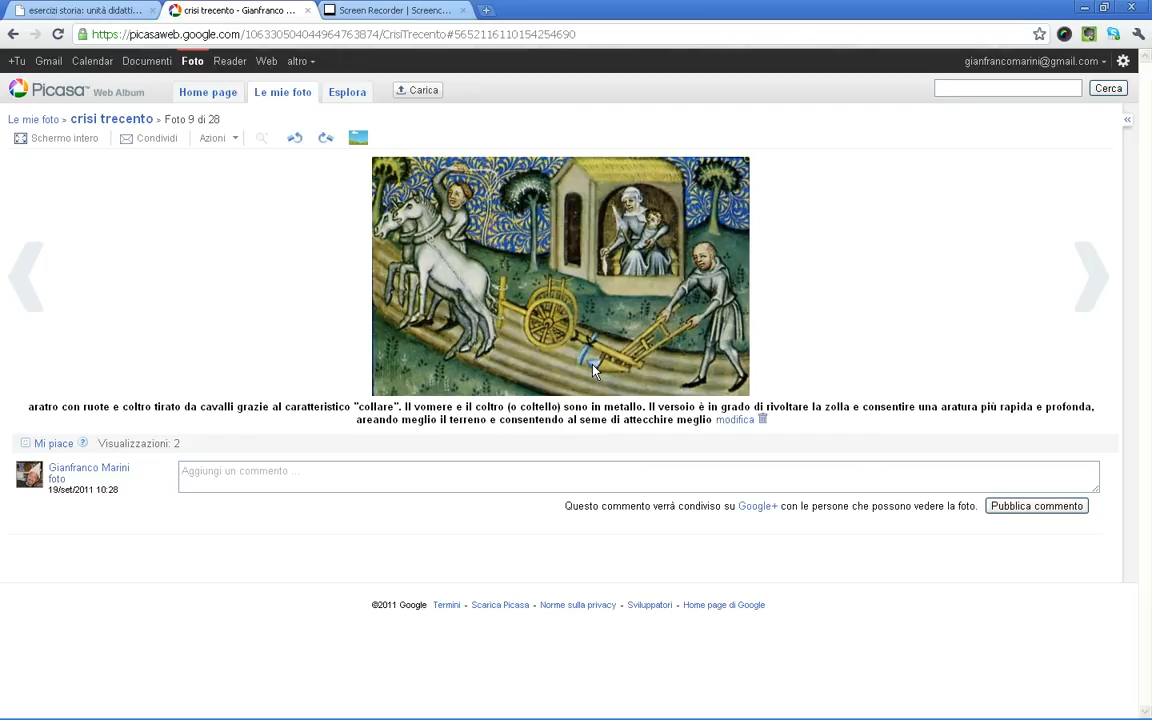 esercizi storia: unità didatti...
crisi trecento - Gianfranco ...
Screen Recorder | Screenc...
https://picasaweb.google.com/106330504044964763874/CrisiTrecento#5652116110154254690
+Tu Gmail Calendar Documenti Foto Reader Web altro
gianfrancomarini@gmail.com
Picasa™ Web Album
Home page
Le mie foto
Esplora
Carica
Cerca
Le mie foto » crisi trecento » Foto 9 di 28
«
Schermo intero
Condividi
Azioni
aratro con ruote e coltro tirato da cavalli grazie al caratteristico "collare". Il vomere e il coltro (o coltello) sono in metallo. Il versoio è in grado di rivoltare la zolla e consentire una aratura più rapida e profonda,
areando meglio il terreno e consentendo al seme di attecchire meglio modifica
Mi piace ? Visualizzazioni: 2
Gianfranco Marini
foto
19/set/2011 10:28
Aggiungi un commento ...
Questo commento verrà condiviso su Google+ con le persone che possono vedere la foto.
Pubblica commento
©2011 Google Termini - Scarica Picasa - Norme sulla privacy - Sviluppatori - Home page di Google